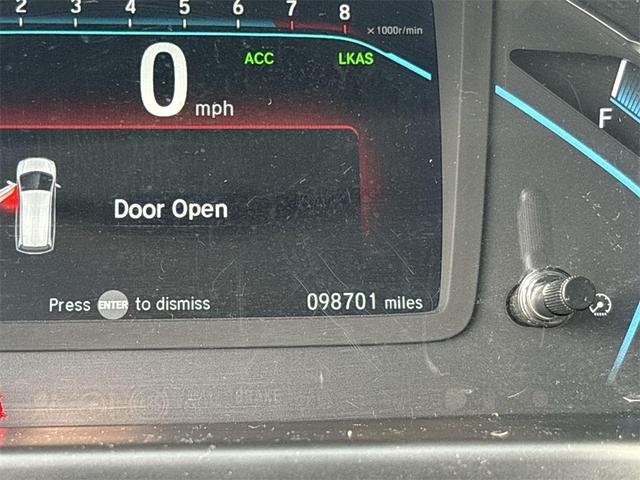 2 3 4 5 6 7 8
×1000r/min
ACC LKAS
0 mph
F
Door Open
Press ENTER to dismiss
098701 miles